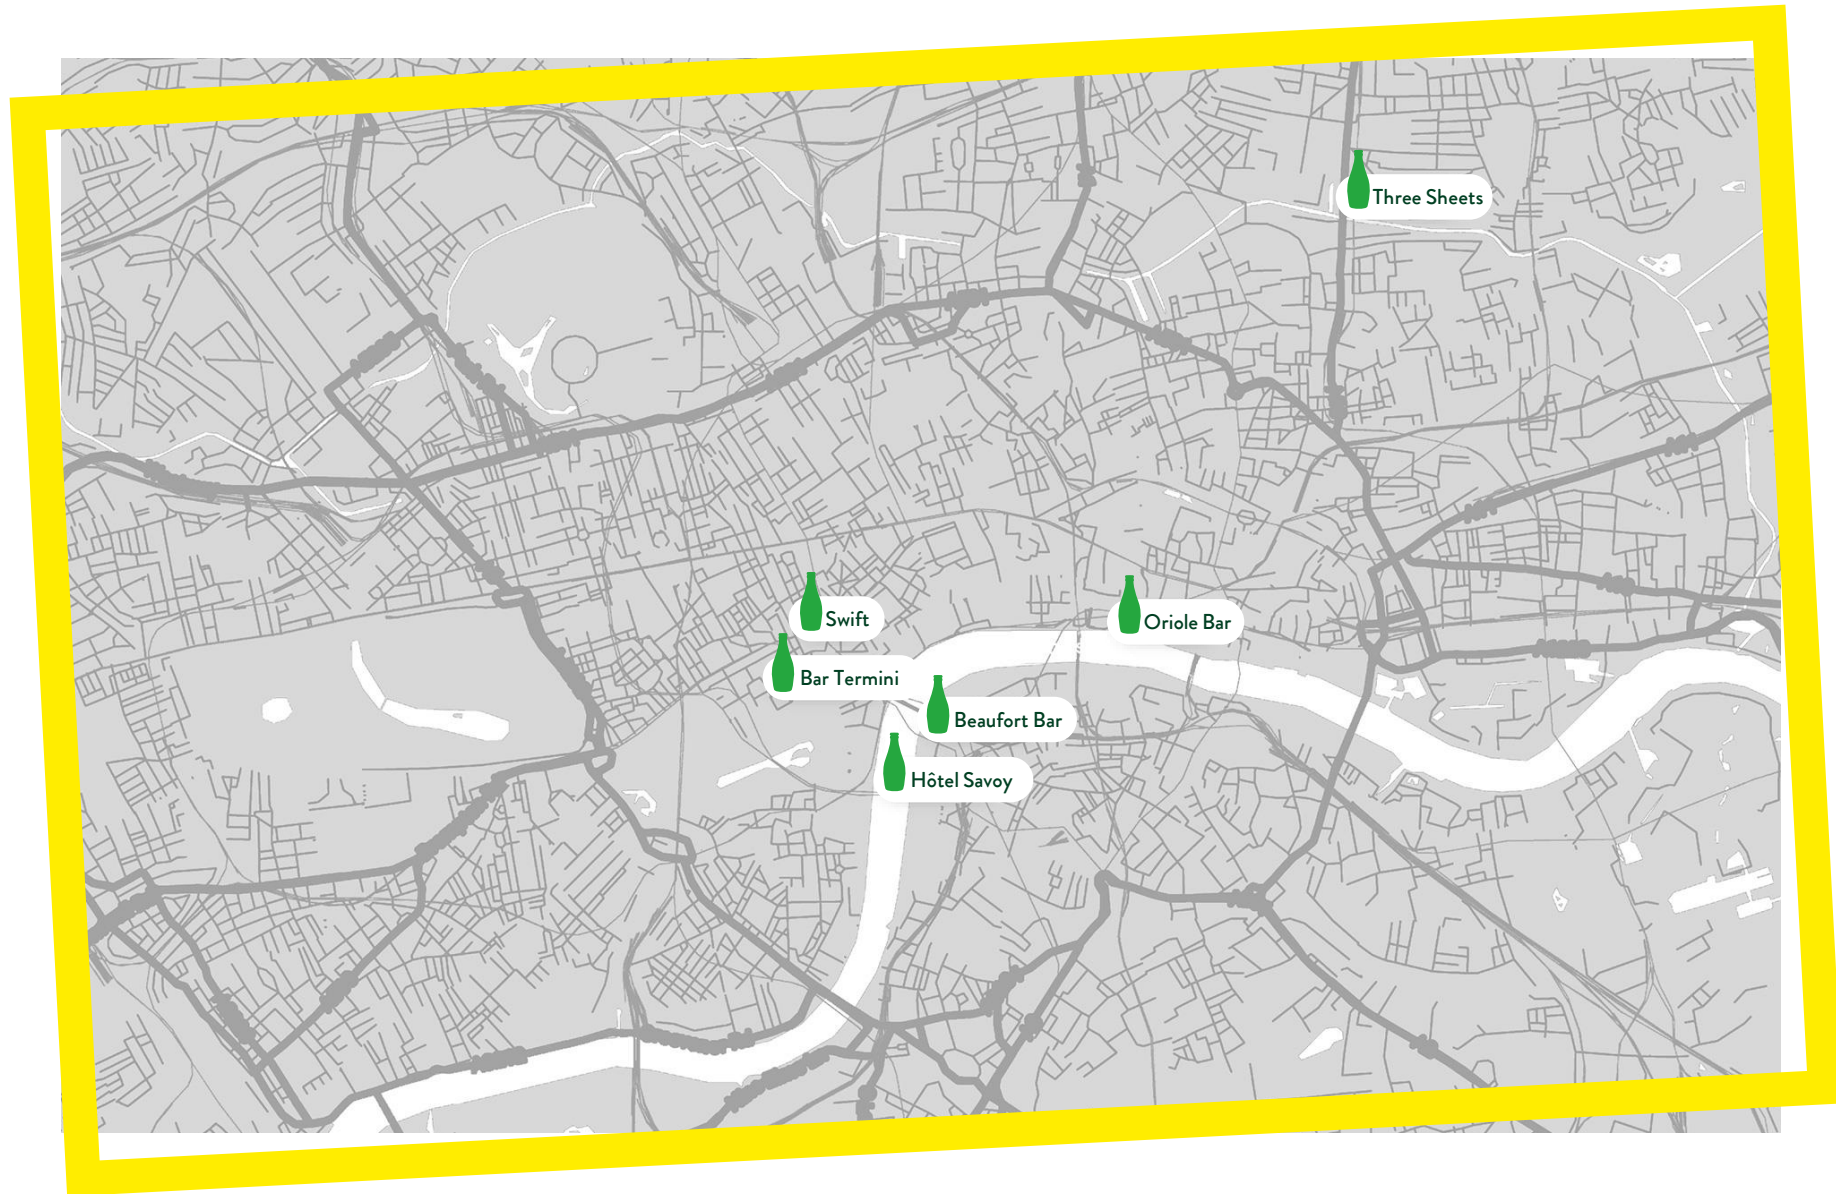 Three Sheets
Swift
Oriole Bar
Bar Termini
Beaufort Bar
Hôtel Savoy